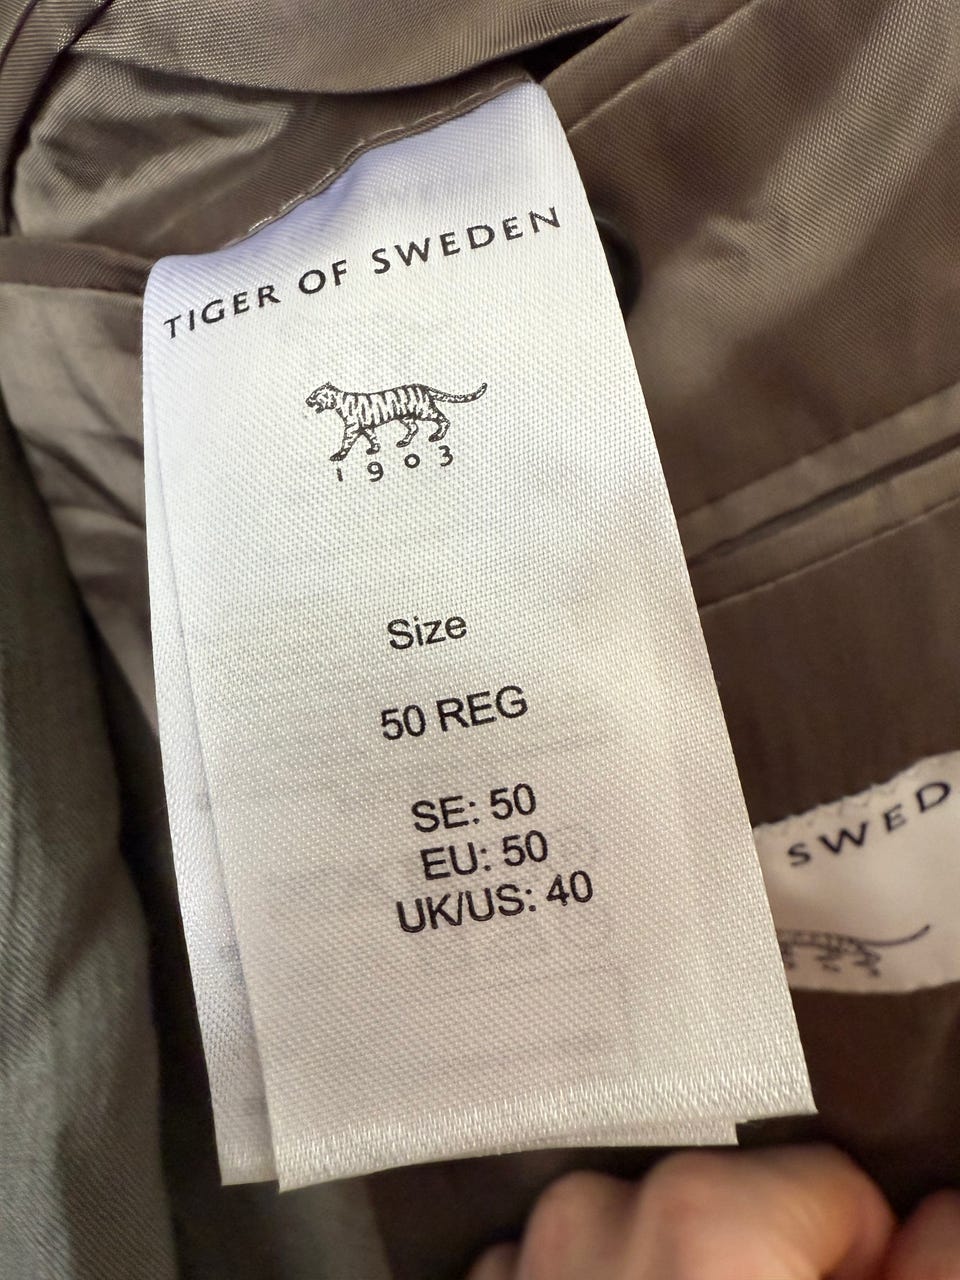 TIGER OF SWEDEN
1903
Size
50 REG
SE: 50
EU: 50
UK/US: 40
SWED